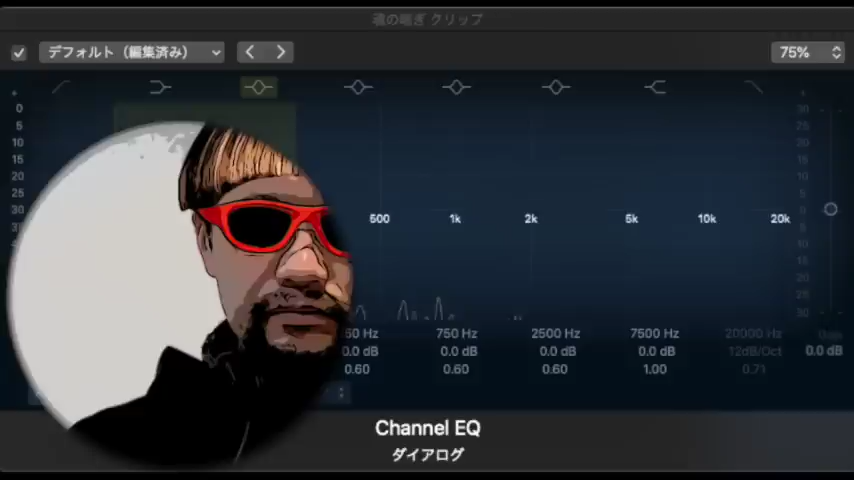 魂の喘ぎ クリップ
デフォルト（編集済み） 75%
0 30
5 25
10 20
15 15
20 10
25 5
30 500 1k 2k 5k 10k 20k 0
5
10
15
20
25
30
750 Hz 2500 Hz 7500 Hz 20000 Hz
0.0 dB 0.0 dB 0.0 dB 0.0 dB 12dB/Oct 0.0 dB
0.60 0.60 0.60 1.00 0.71
Channel EQ
ダイアログ